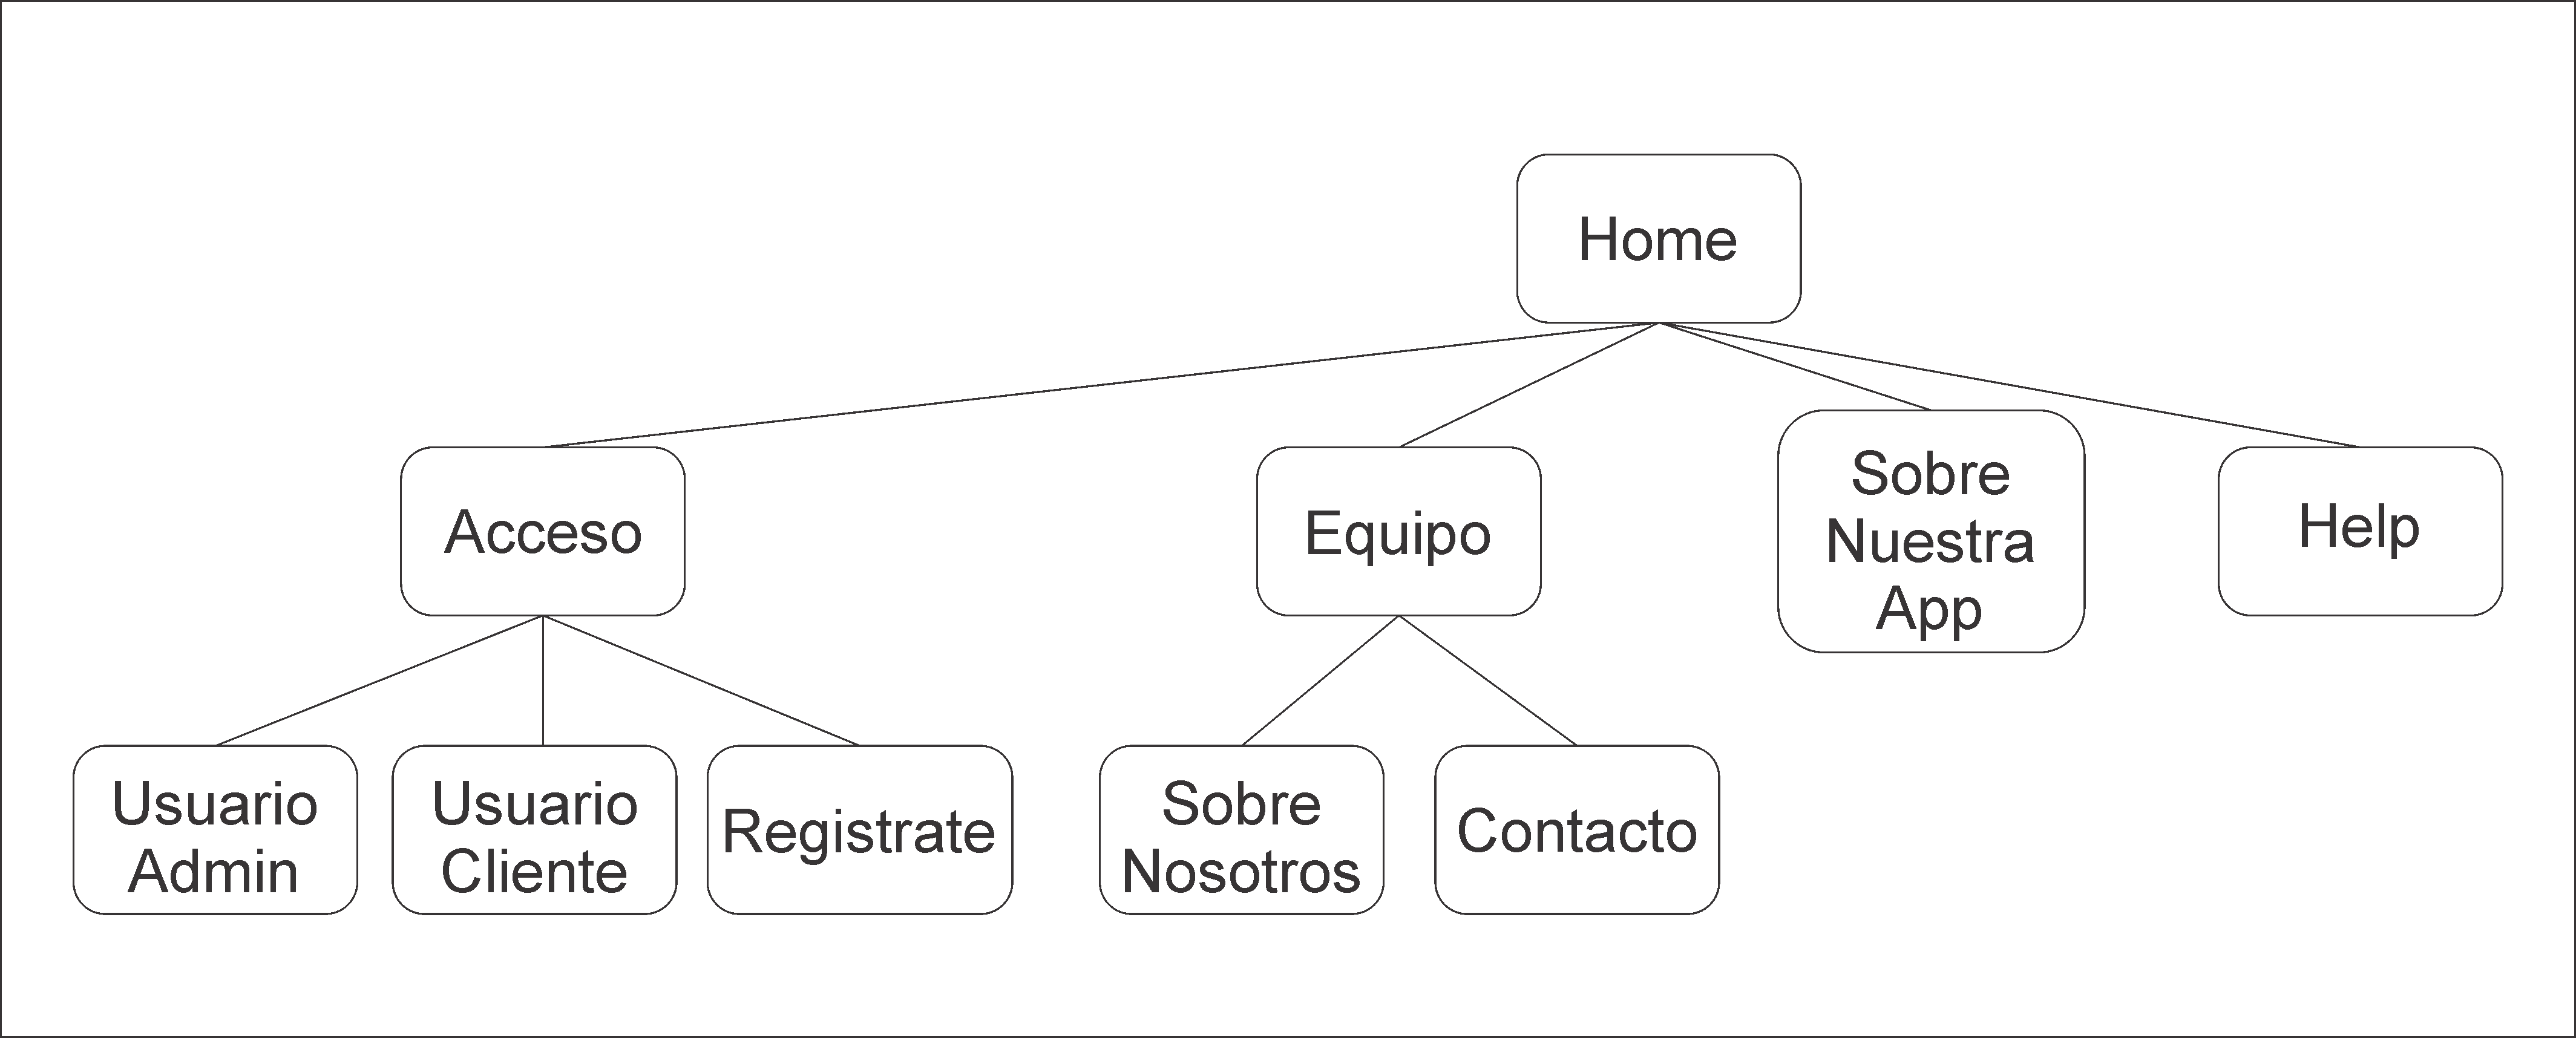 Home
Acceso
Equipo
Sobre
Nuestra
App
Help
Usuario
Admin
Usuario
Cliente
Registrate
Sobre
Nosotros
Contacto